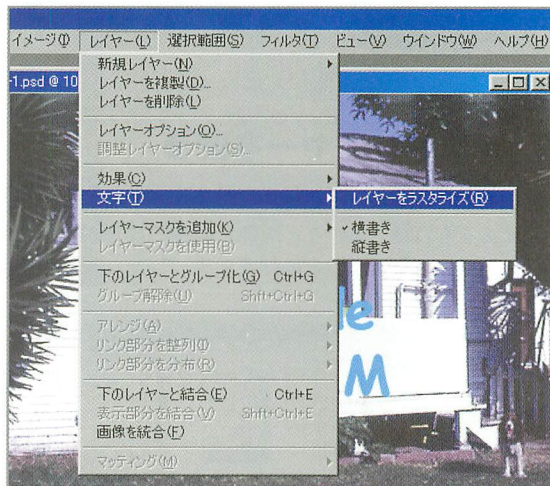 イメージ(I) レイヤー(L) 選択範囲(S) フィルタ(T) ビュー(V) ウィンドウ(W) ヘルプ(H)
-1.psd @ 10
新規レイヤー(N)
レイヤーを複製(D)...
レイヤーを削除(L)
レイヤーオプション(O)...
調整レイヤーオプション(S)...
効果(C)
文字(T)
レイヤーをラスタライズ(R)
横書き
縦書き
レイヤーマスクを追加(K)
レイヤーマスクを使用(B)
下のレイヤーとグループ化(G) Ctrl+G
グループ解除(U) Shft+Ctrl+G
アレンジ(A)
リンク部分を整列(I)
リンク部分を分布(R)
下のレイヤーと結合(E) Ctrl+E
表示部分を結合(V) Shft+Ctrl+E
画像を統合(F)
マッティング(M)
le
M